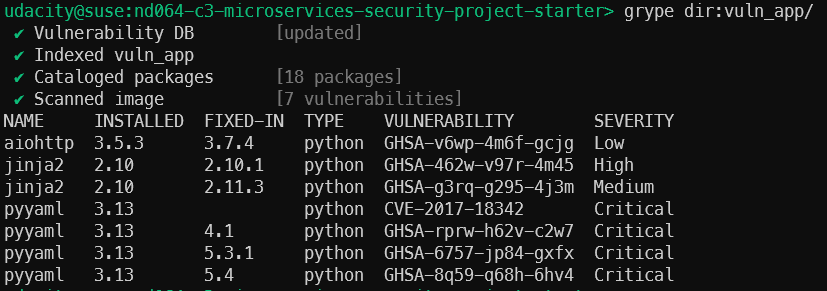 udacity@suse:nd064-c3-microservices-security-project-starter> grype dir:vuln_app/
✔ Vulnerability DB [updated]
✔ Indexed vuln_app
✔ Cataloged packages [18 packages]
✔ Scanned image [7 vulnerabilities]
NAME INSTALLED FIXED-IN TYPE VULNERABILITY SEVERITY
aiohttp 3.5.3 3.7.4 python GHSA-v6wp-4m6f-gcjg Low
jinja2 2.10 2.10.1 python GHSA-462w-v97r-4m45 High
jinja2 2.10 2.11.3 python GHSA-g3rq-g295-4j3m Medium
pyyaml 3.13 python CVE-2017-18342 Critical
pyyaml 3.13 4.1 python GHSA-rprw-h62v-c2w7 Critical
pyyaml 3.13 5.3.1 python GHSA-6757-jp84-gxfx Critical
pyyaml 3.13 5.4 python GHSA-8q59-q68h-6hv4 Critical